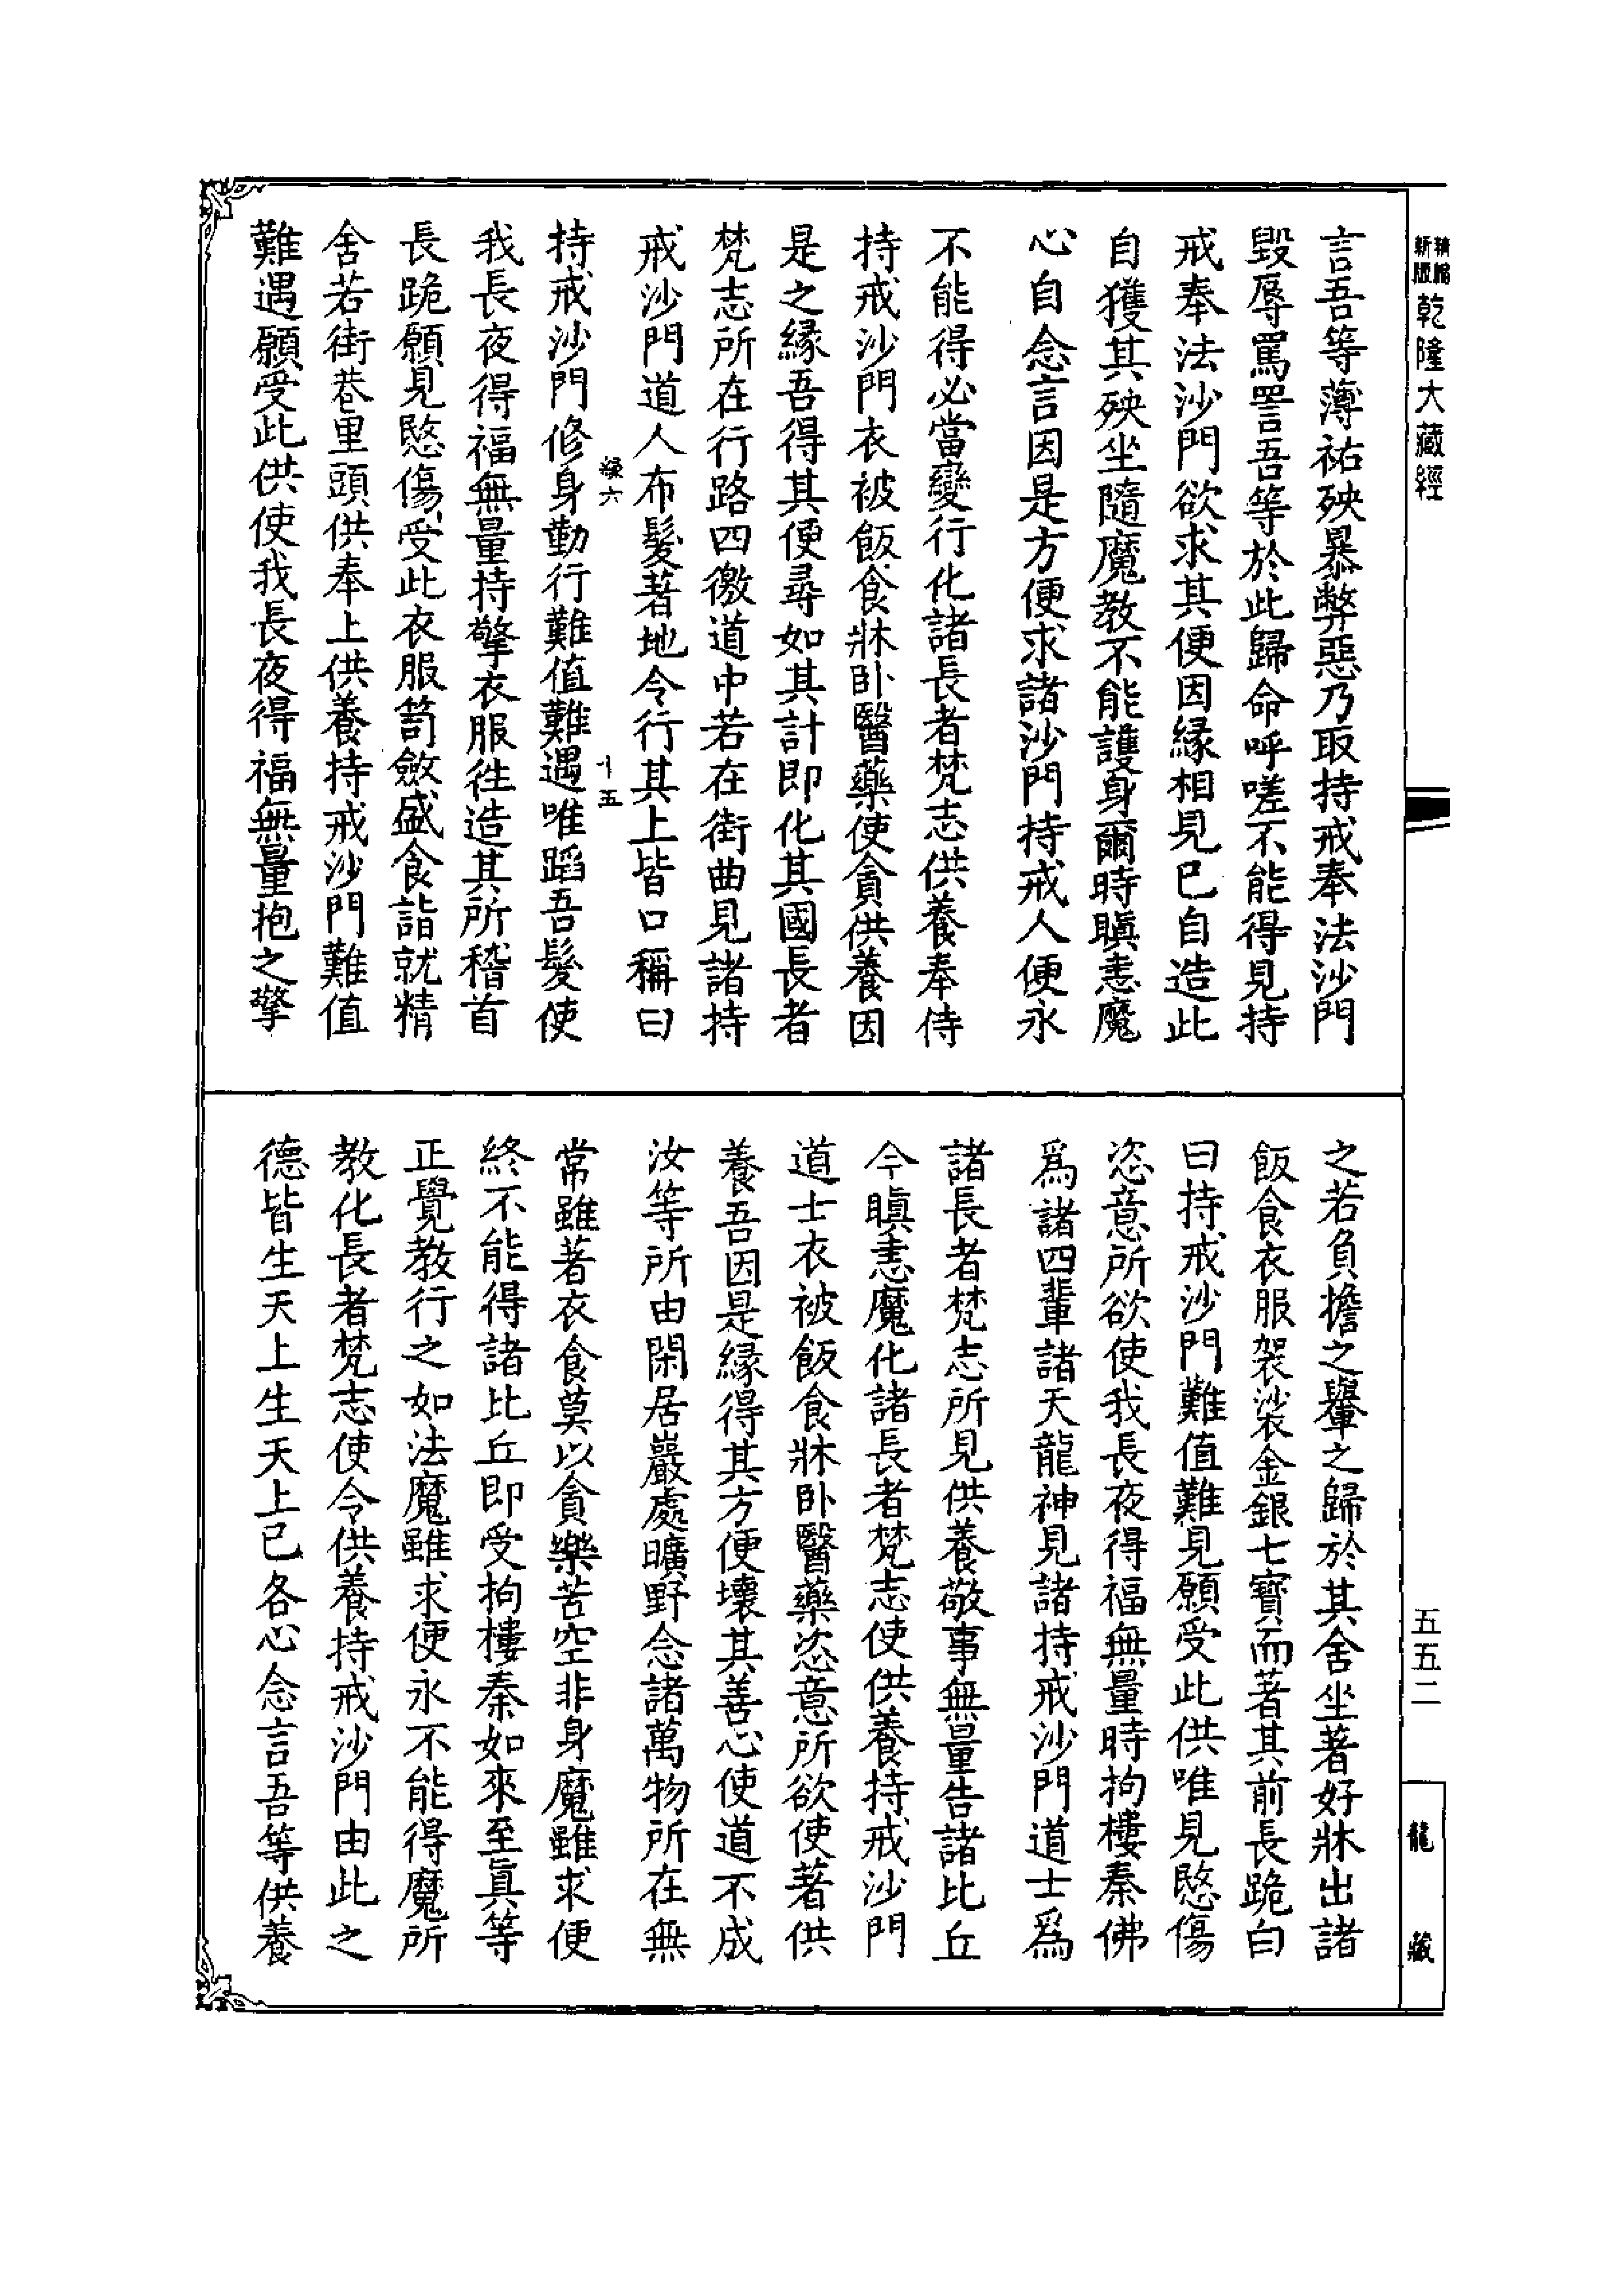 精縮新版乾隆大藏經
言吾等薄祐殃暴弊惡乃取持戒奉法沙門
毀辱罵詈吾等於此歸命呼嗟不能得見持
戒奉法沙門欲求其便因緣相見已自造此
自獲其殃坐隨魔教不能護身爾時瞋恚魔
心自念言因是方便求諸沙門持戒人便永
不能得必當變行化諸長者梵志供養奉侍
持戒沙門衣被飯食牀卧醫藥使貪供養因
是之緣吾得其便尋如其計即化其國長者
梵志所在行路四徼道中若在街曲見諸持
戒沙門道人布髮著地令行其上皆口稱曰
六 十五
持戒沙門修身勤行難值難遇唯蹈吾髮使
我長夜得福無量持擎衣服徃造其所稽首
長跪願見愍傷受此衣服笥斂盛食詣就精
舍若街巷里頭供奉上供養持戒沙門難值
難遇願受此供使我長夜得福無量抱之擎
之若負擔之轝之歸於其舍坐著好牀出諸
飯食衣服袈裟金銀七寶而著其前長跪白
曰持戒沙門難值難見願受此供唯見愍傷
恣意所欲使我長夜得福無量時拘樓秦佛
爲諸四輩諸天龍神見諸持戒沙門道士爲
諸長者梵志所見供養敬事無量告諸比丘
今瞋恚魔化諸長者梵志使供養持戒沙門
道士衣被飯食牀卧醫藥恣意所欲使著供
養吾因是緣得其方便壞其善心使道不成
汝等所由閑居巖處曠野念諸萬物所在無
常雖著衣食莫以貪樂苦空非身魔雖求便
終不能得諸比丘即受拘樓秦如來至眞等
正覺教行之如法魔雖求便永不能得魔所
教化長者梵志使令供養持戒沙門由此之
德皆生天上生天上已各心念言吾等供養
五五二
龍藏